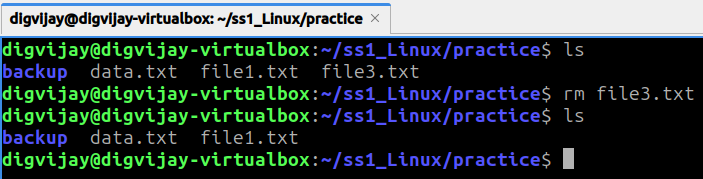 digvijay@digvijay-virtualbox: ~/ss1_Linux/practice ×
digvijay@digvijay-virtualbox:~/ss1_Linux/practice$ ls
backup  data.txt  file1.txt  file3.txt
digvijay@digvijay-virtualbox:~/ss1_Linux/practice$ rm file3.txt
digvijay@digvijay-virtualbox:~/ss1_Linux/practice$ ls
backup  data.txt  file1.txt
digvijay@digvijay-virtualbox:~/ss1_Linux/practice$